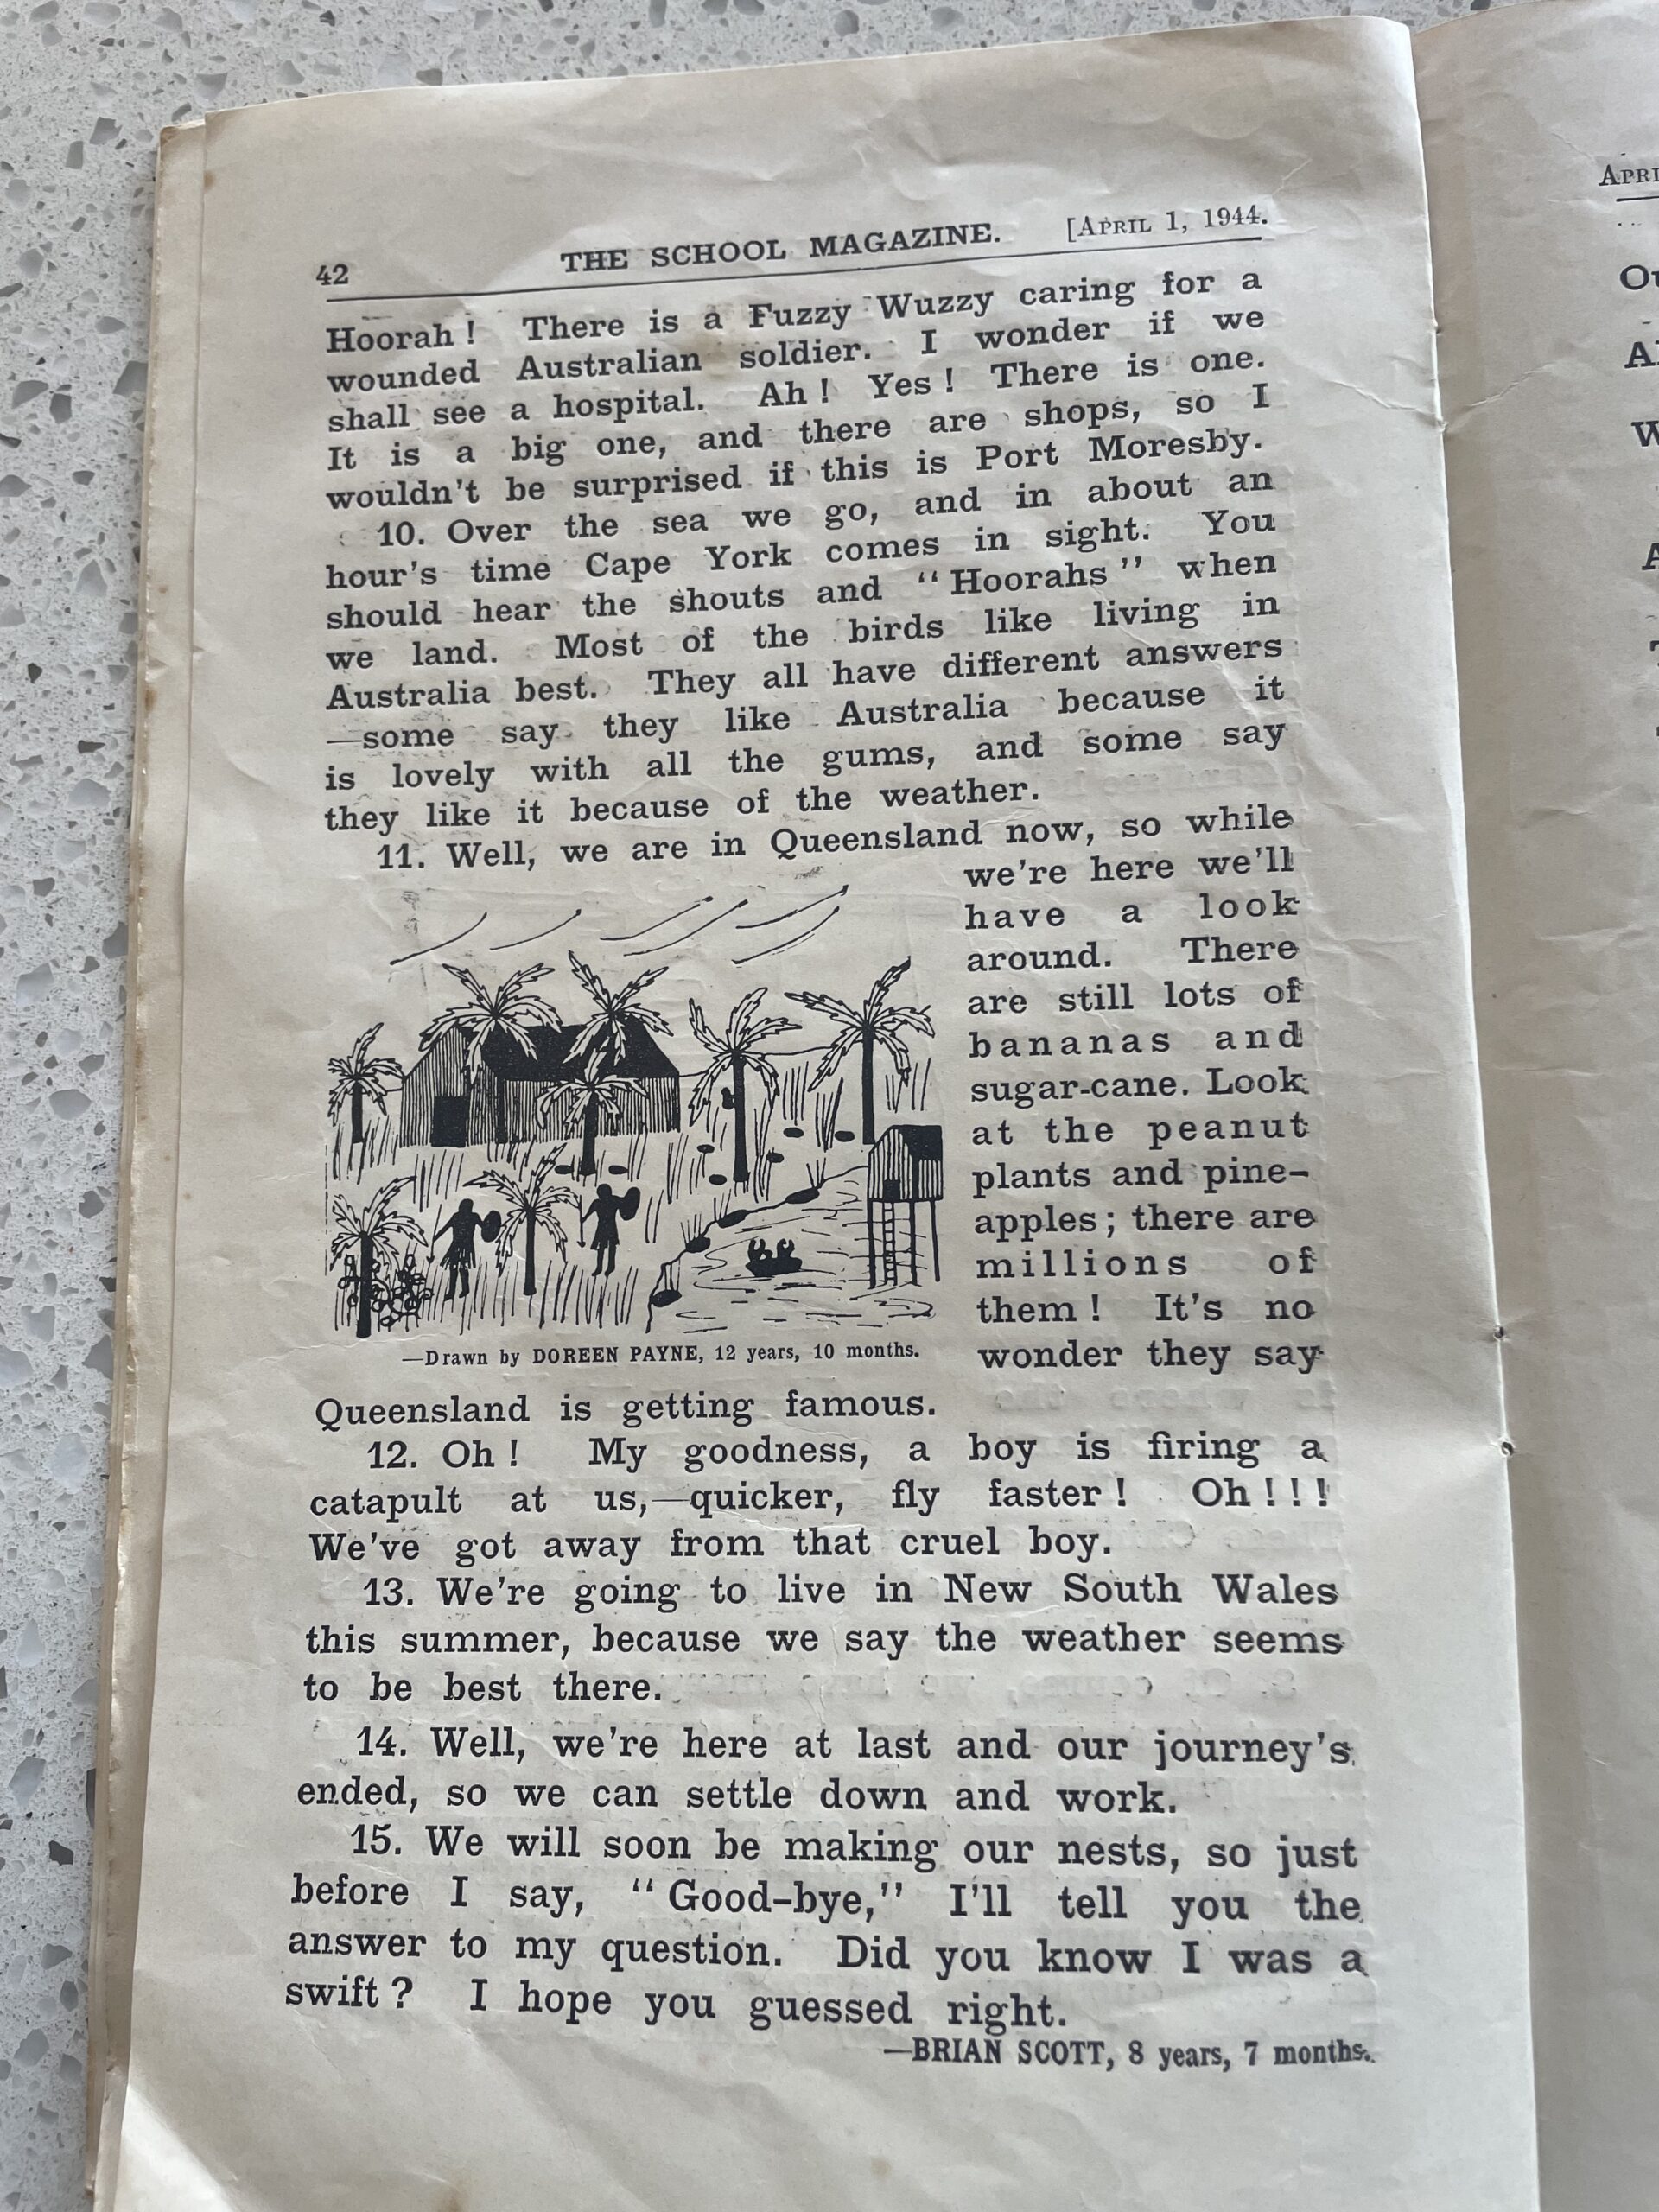 42 THE SCHOOL MAGAZINE. [APRIL 1, 1944.
Hoorah! There is a Fuzzy Wuzzy caring for a
wounded Australian soldier. I wonder if we
shall see a hospital. Ah! Yes! There is one.
It is a big one, and there are shops, so I
wouldn't be surprised if this is Port Moresby.
10. Over the sea we go, and in about an
hour's time Cape York comes in sight. You
should hear the shouts and "Hoorahs" when
we land. Most of the birds like living in
Australia best. They all have different answers
—some say they like Australia because it
is lovely with all the gums, and some say
they like it because of the weather.
11. Well, we are in Queensland now, so while
we're here we'll
have a look
around. There
are still lots of
bananas and
sugar-cane. Look
at the peanut
plants and pine-
apples; there are
millions of
them! It's no
wonder they say
—Drawn by DOREEN PAYNE, 12 years, 10 months.
Queensland is getting famous.
12. Oh! My goodness, a boy is firing a
catapult at us,—quicker, fly faster! Oh!!!
We've got away from that cruel boy.
13. We're going to live in New South Wales
this summer, because we say the weather seems
to be best there.
14. Well, we're here at last and our journey's
ended, so we can settle down and work.
15. We will soon be making our nests, so just
before I say, "Good-bye," I'll tell you the
answer to my question. Did you know I was a
swift? I hope you guessed right.
—BRIAN SCOTT, 8 years, 7 months.